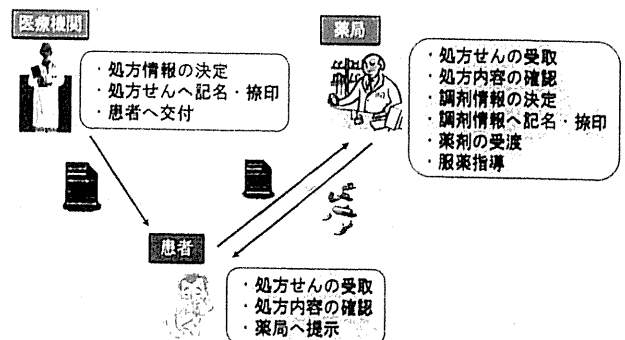 医療機関
・処方情報の決定
・処方せんへ記名・捺印
・患者へ交付
薬局
・処方せんの受取
・処方内容の確認
・調剤情報の決定
・調剤情報へ記名・捺印
・薬剤の受渡
・服薬指導
患者
・処方せんの受取
・処方内容の確認
・薬局へ提示